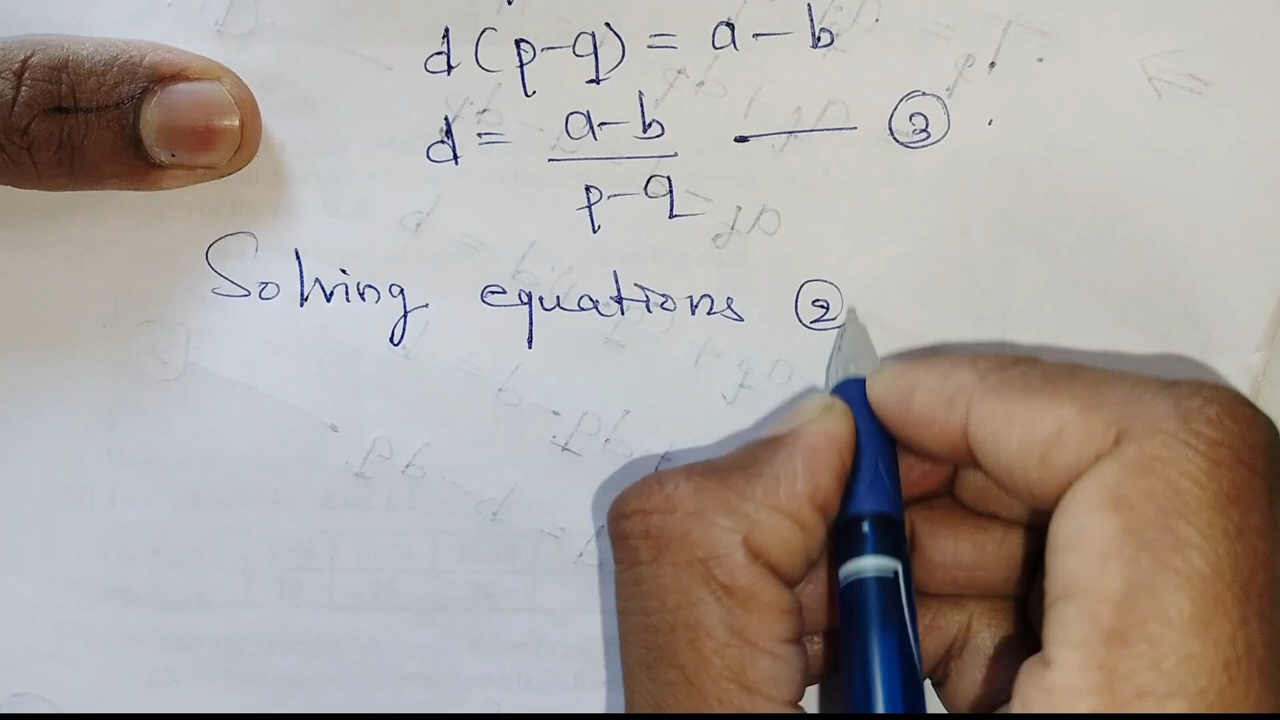 d(p-q) = a-b
d = a-b / p-q —— ③.
Solving equations ②